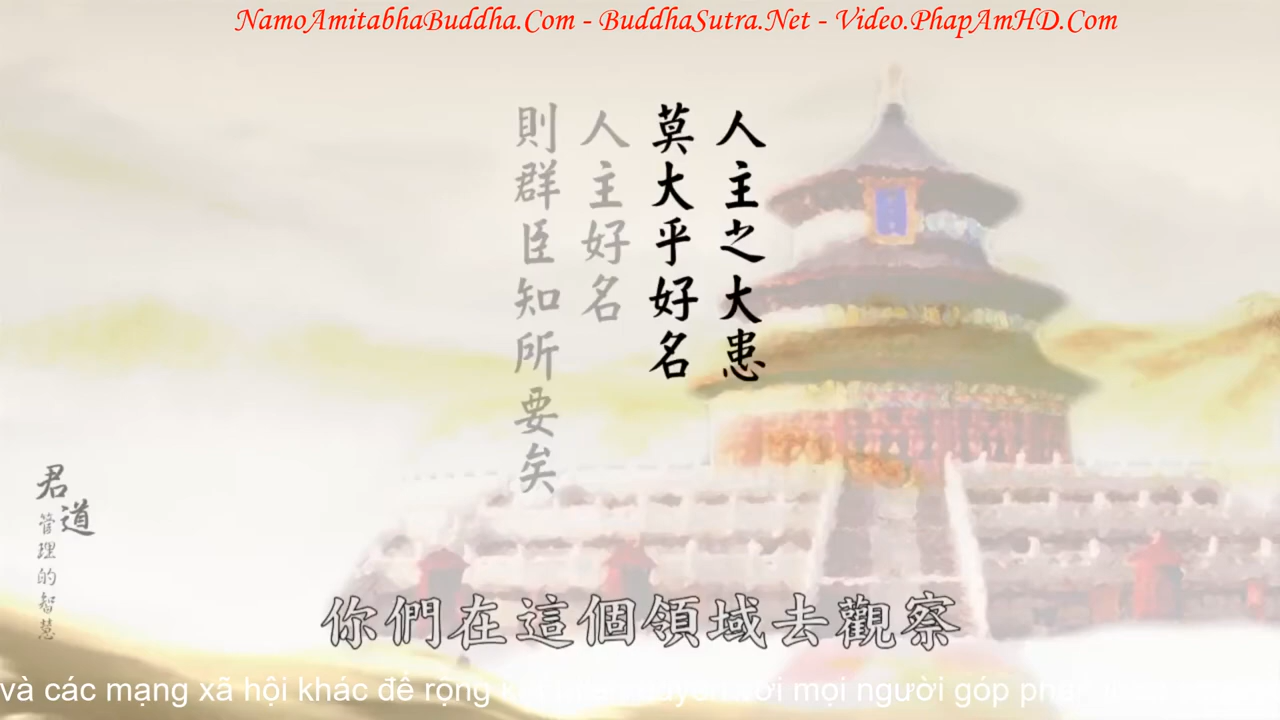 NamoAmitabhaBuddha.Com - BuddhaSutra.Net - Video.PhapAmHD.Com
人主之大患
莫大乎好名
人主好名
則群臣知所要矣
君道
管理的智慧
你們在這個領域去觀察
và các mạng xã hội khác để rộng kết duyên với mọi người góp phần